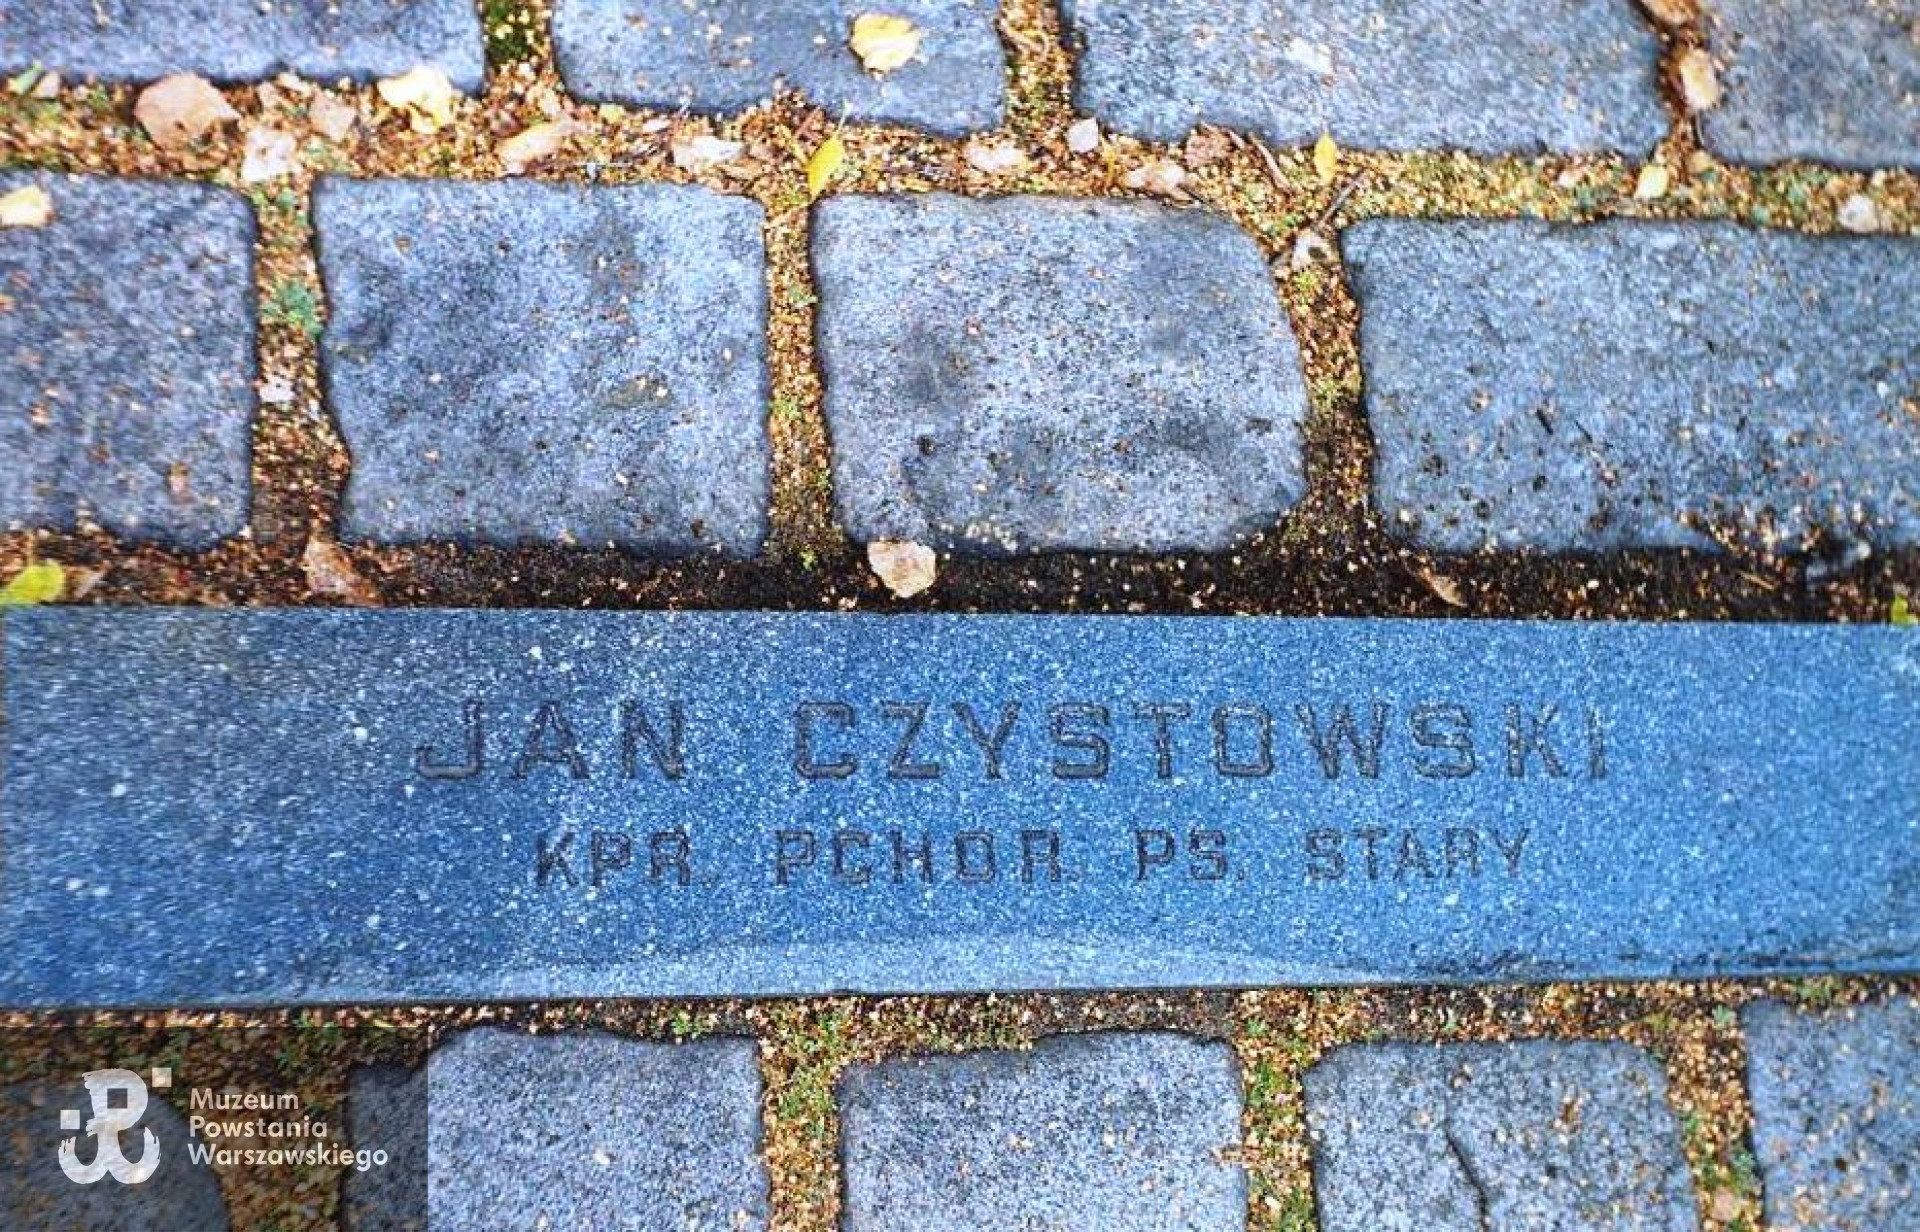 JAN CZYSTOWSKI
KPR. PCHOR. PS. STARY
Muzeum
Powstania
Warszawskiego